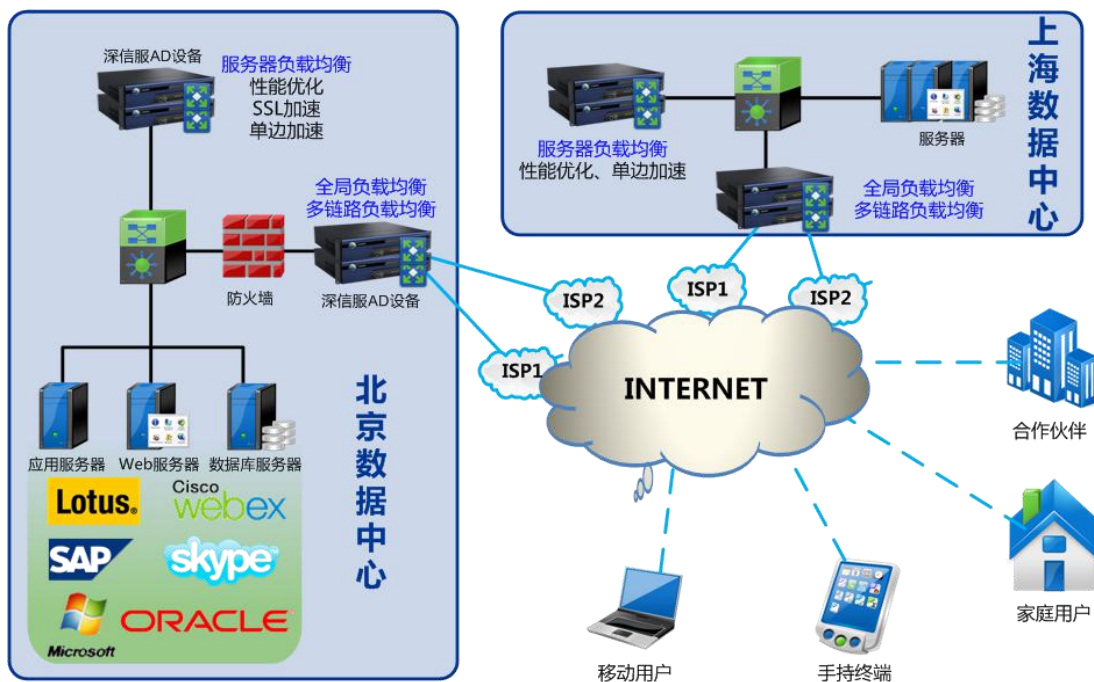 深信服AD设备
服务器负载均衡
性能优化
SSL加速
单边加速
全局负载均衡
多链路负载均衡
防火墙
深信服AD设备
应用服务器
Web服务器
数据库服务器
Lotus.
Cisco
webex
SAP
skype
Microsoft
ORACLE
北京数据中心
上海数据中心
服务器负载均衡
性能优化、单边加速
服务器
全局负载均衡
多链路负载均衡
ISP2
ISP1
ISP1
ISP2
INTERNET
合作伙伴
家庭用户
移动用户
手持终端